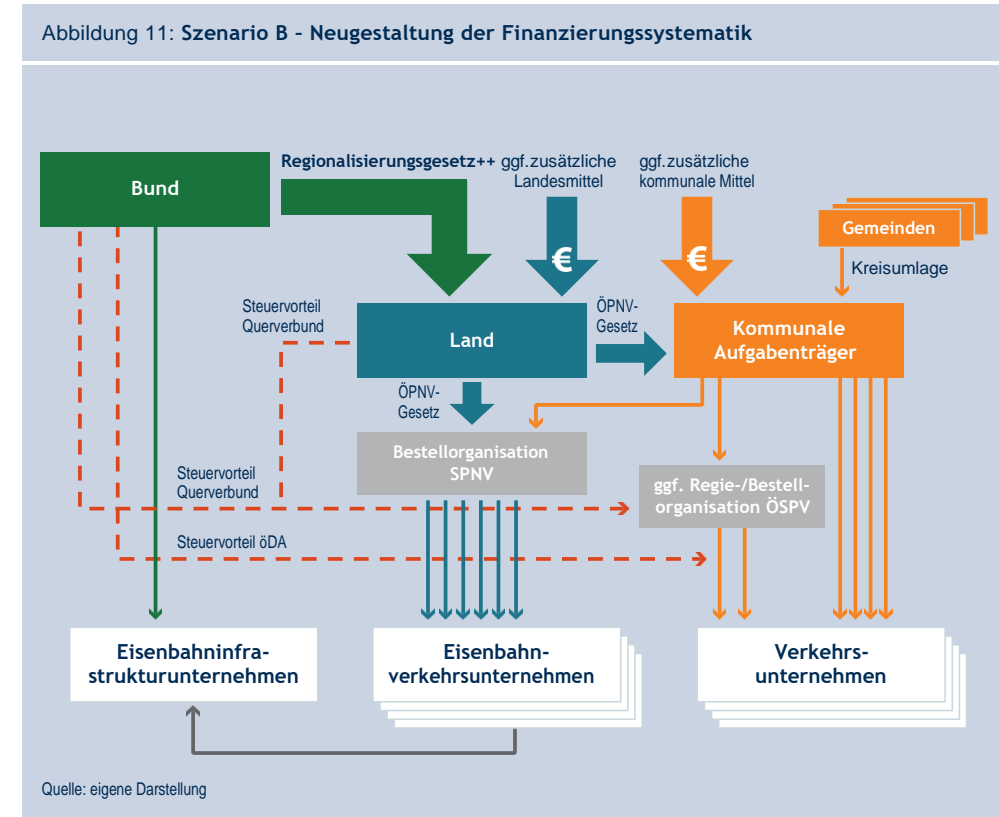 Abbildung 11: Szenario B – Neugestaltung der Finanzierungssystematik
Bund
Regionalisierungsgesetz++
ggf.zusätzliche
Landesmittel
ggf.zusätzliche
kommunale Mittel
Gemeinden
€
€
Kreisumlage
Steuervorteil
Querverbund
Land
ÖPNV-
Gesetz
Kommunale
Aufgabenträger
ÖPNV-
Gesetz
Bestellorganisation
SPNV
Steuervorteil
Querverbund
ggf. Regie-/Bestell-
organisation ÖSPV
Steuervorteil öDA
Eisenbahninfra-
strukturunternehmen
Eisenbahn-
verkehrsunternehmen
Verkehrs-
unternehmen
Quelle: eigene Darstellung